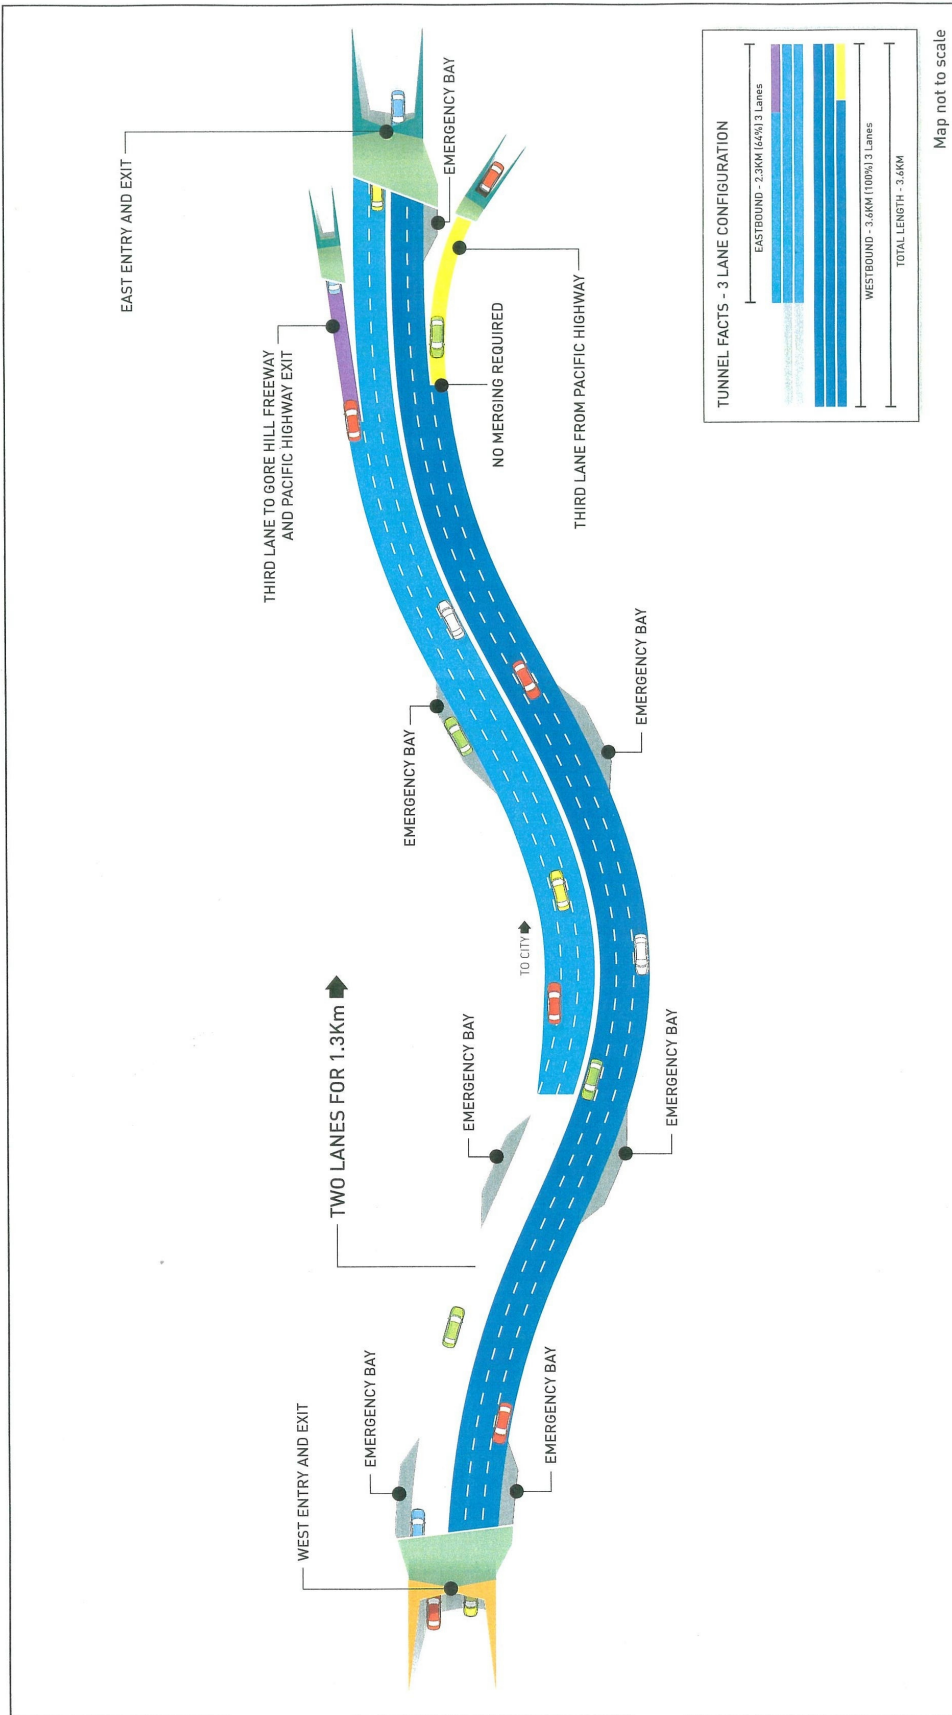 EAST ENTRY AND EXIT
EMERGENCY BAY
THIRD LANE TO GORE HILL FREEWAY
AND PACIFIC HIGHWAY EXIT
NO MERGING REQUIRED
THIRD LANE FROM PACIFIC HIGHWAY
EMERGENCY BAY
EMERGENCY BAY
TO CITY
TWO LANES FOR 1.3Km
EMERGENCY BAY
EMERGENCY BAY
WEST ENTRY AND EXIT
EMERGENCY BAY
EMERGENCY BAY
TUNNEL FACTS - 3 LANE CONFIGURATION
EASTBOUND - 2.3KM (64%) 3 Lanes
WESTBOUND - 3.6KM (100%) 3 Lanes
TOTAL LENGTH - 3.6KM
Map not to scale